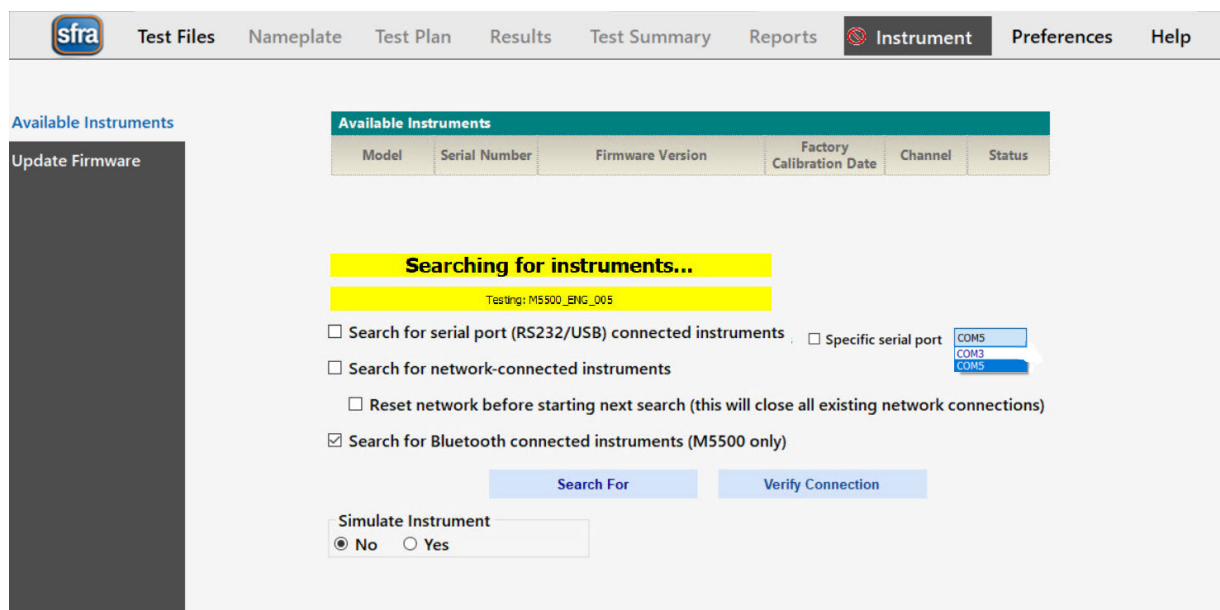 sfra
Test Files Nameplate Test Plan Results Test Summary Reports Instrument Preferences Help
Available Instruments
Update Firmware
Available Instruments
Model Serial Number Firmware Version Factory Calibration Date Channel Status
Searching for instruments...
Testing: M5500_ENG_005
Search for serial port (RS232/USB) connected instruments Specific serial port COM5
COM3
COM5
Search for network-connected instruments
Reset network before starting next search (this will close all existing network connections)
Search for Bluetooth connected instruments (M5500 only)
Search For Verify Connection
Simulate Instrument
No Yes